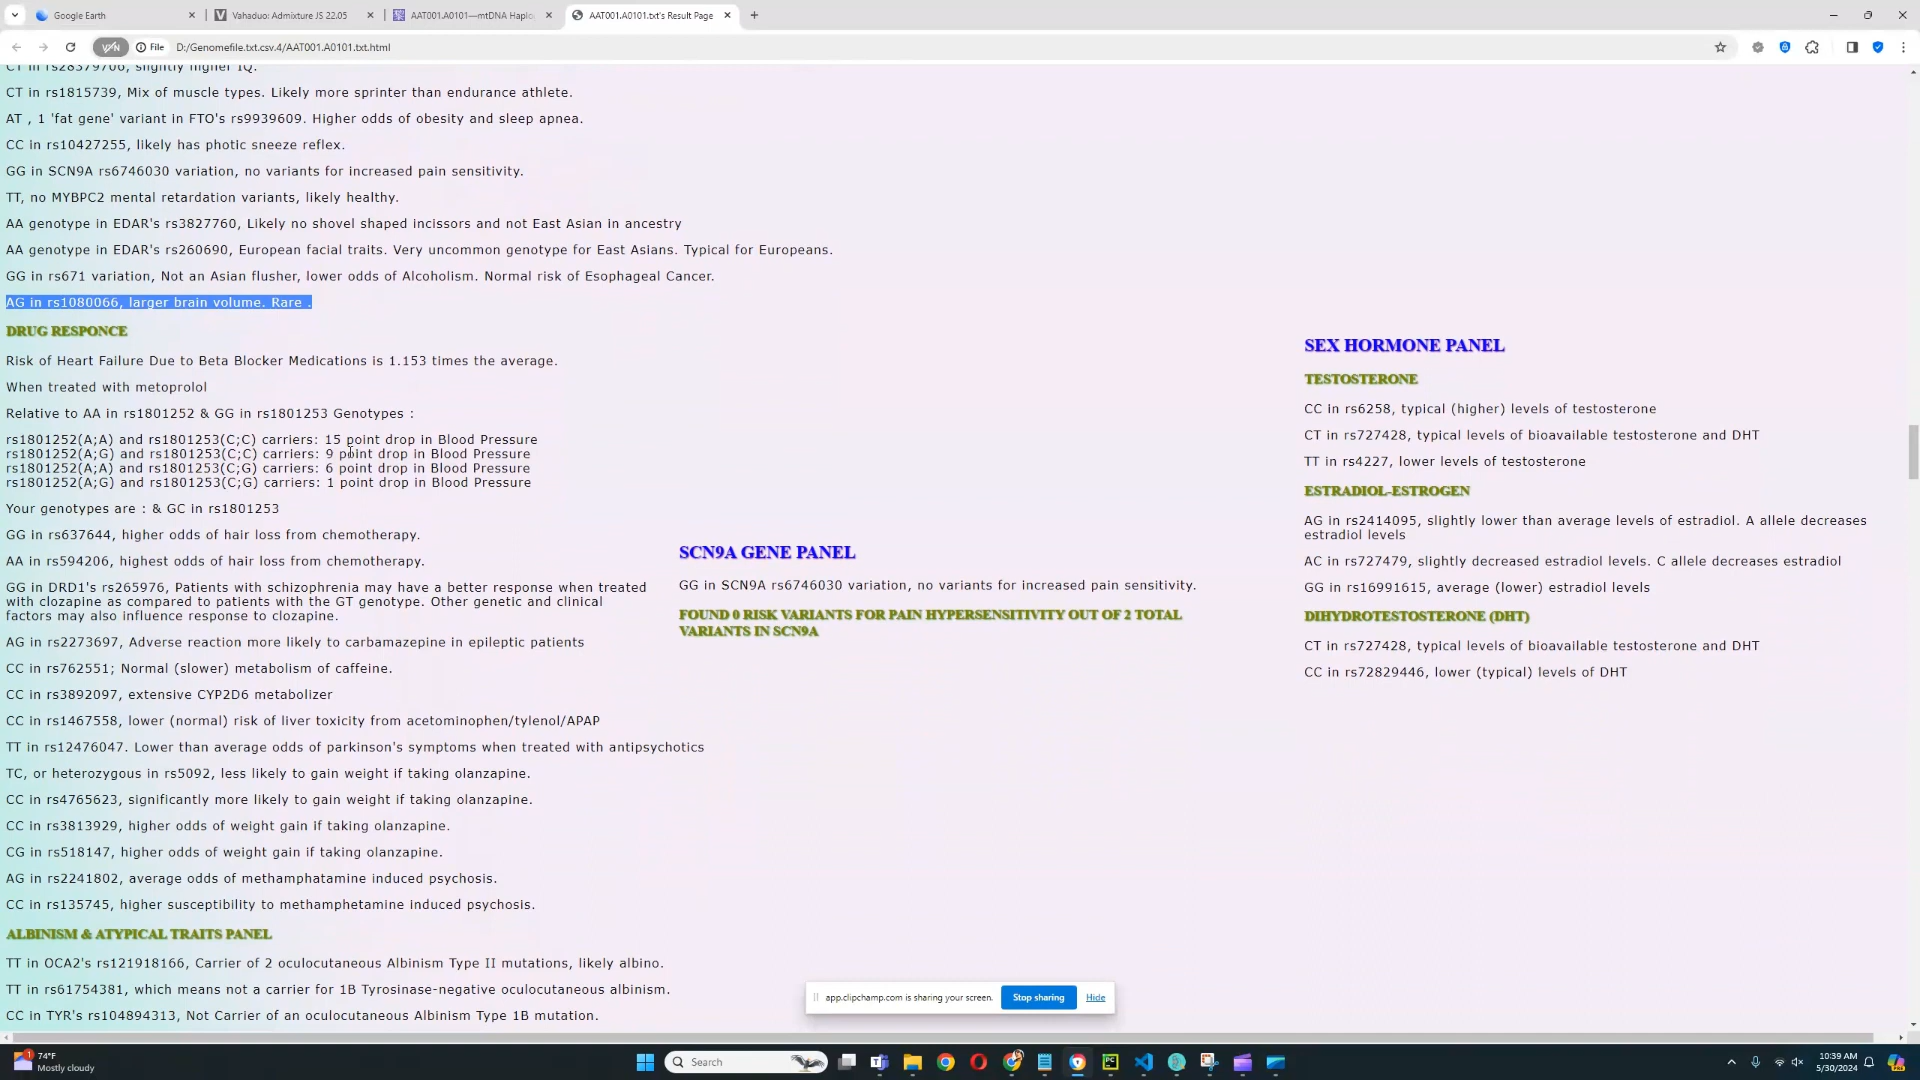 Google Earth
Vahaduo: Admixture JS 22.05
AAT001.A0101—mtDNA Haplo
AAT001.A0101.txt's Result Page
VPN
File
D:/Genomefile.txt.csv.4/AAT001.A0101.txt.html
CT in rs28379706, slightly higher IQ.
CT in rs1815739, Mix of muscle types. Likely more sprinter than endurance athlete.
AT , 1 'fat gene' variant in FTO's rs9939609. Higher odds of obesity and sleep apnea.
CC in rs10427255, likely has photic sneeze reflex.
GG in SCN9A rs6746030 variation, no variants for increased pain sensitivity.
TT, no MYBPC2 mental retardation variants, likely healthy.
AA genotype in EDAR's rs3827760, Likely no shovel shaped incissors and not East Asian in ancestry
AA genotype in EDAR's rs260690, European facial traits. Very uncommon genotype for East Asians. Typical for Europeans.
GG in rs671 variation, Not an Asian flusher, lower odds of Alcoholism. Normal risk of Esophageal Cancer.
AG in rs1080066, larger brain volume. Rare .
DRUG RESPONCE
Risk of Heart Failure Due to Beta Blocker Medications is 1.153 times the average.
When treated with metoprolol
Relative to AA in rs1801252 & GG in rs1801253 Genotypes :
rs1801252(A;A) and rs1801253(C;C) carriers: 15 point drop in Blood Pressure
rs1801252(A;G) and rs1801253(C;C) carriers: 9 point drop in Blood Pressure
rs1801252(A;A) and rs1801253(C;G) carriers: 6 point drop in Blood Pressure
rs1801252(A;G) and rs1801253(C;G) carriers: 1 point drop in Blood Pressure
Your genotypes are : & GC in rs1801253
GG in rs637644, higher odds of hair loss from chemotherapy.
AA in rs594206, highest odds of hair loss from chemotherapy.
GG in DRD1's rs265976, Patients with schizophrenia may have a better response when treated
with clozapine as compared to patients with the GT genotype. Other genetic and clinical
factors may also influence response to clozapine.
AG in rs2273697, Adverse reaction more likely to carbamazepine in epileptic patients
CC in rs762551; Normal (slower) metabolism of caffeine.
CC in rs3892097, extensive CYP2D6 metabolizer
CC in rs1467558, lower (normal) risk of liver toxicity from acetominophen/tylenol/APAP
TT in rs12476047. Lower than average odds of parkinson's symptoms when treated with antipsychotics
TC, or heterozygous in rs5092, less likely to gain weight if taking olanzapine.
CC in rs4765623, significantly more likely to gain weight if taking olanzapine.
CC in rs3813929, higher odds of weight gain if taking olanzapine.
CG in rs518147, higher odds of weight gain if taking olanzapine.
AG in rs2241802, average odds of methamphatamine induced psychosis.
CC in rs135745, higher susceptibility to methamphetamine induced psychosis.
ALBINISM & ATYPICAL TRAITS PANEL
TT in OCA2's rs121918166, Carrier of 2 oculocutaneous Albinism Type II mutations, likely albino.
TT in rs61754381, which means not a carrier for 1B Tyrosinase-negative oculocutaneous albinism.
CC in TYR's rs104894313, Not Carrier of an oculocutaneous Albinism Type 1B mutation.
SCN9A GENE PANEL
GG in SCN9A rs6746030 variation, no variants for increased pain sensitivity.
FOUND 0 RISK VARIANTS FOR PAIN HYPERSENSITIVITY OUT OF 2 TOTAL
VARIANTS IN SCN9A
SEX HORMONE PANEL
TESTOSTERONE
CC in rs6258, typical (higher) levels of testosterone
CT in rs727428, typical levels of bioavailable testosterone and DHT
TT in rs4227, lower levels of testosterone
ESTRADIOL-ESTROGEN
AG in rs2414095, slightly lower than average levels of estradiol. A allele decreases
estradiol levels
AC in rs727479, slightly decreased estradiol levels. C allele decreases estradiol
GG in rs16991615, average (lower) estradiol levels
DIHYDROTESTOSTERONE (DHT)
CT in rs727428, typical levels of bioavailable testosterone and DHT
CC in rs72829446, lower (typical) levels of DHT
app.clipchamp.com is sharing your screen.
Stop sharing
Hide
1
74°F
Mostly cloudy
Search
10:39 AM
5/30/2024